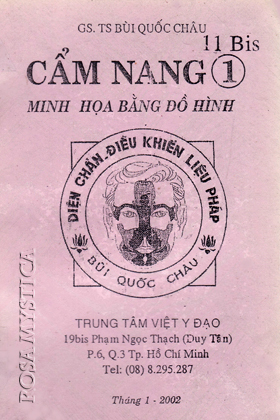 GS. TS BÙI QUỐC CHÂU
11 Bis
CẨM NANG 1
MINH HỌA BẰNG ĐỒ HÌNH
DIỆN CHẨN-ĐIỀU KHIỂN LIỆU PHÁP
BÙI QUỐC CHÂU
TRUNG TÂM VIỆT Y ĐẠO
19bis Phạm Ngọc Thạch (Duy Tân)
P.6, Q.3 Tp. Hồ Chí Minh
Tel: (08) 8.295.287
Tháng 1 - 2002
ROSA MYSTICA